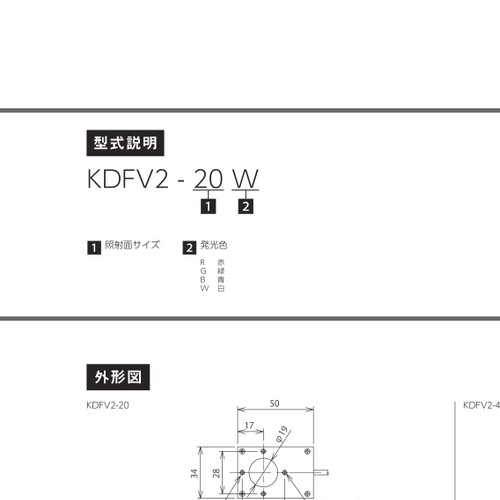 型式説明
KDFV2 - 20 W
1 2
1 照射面サイズ 2 発光色
R 赤
G 緑
B 青
W 白
外形図
KDFV2-20 KDFV2-4
50
17
φ19
34
28